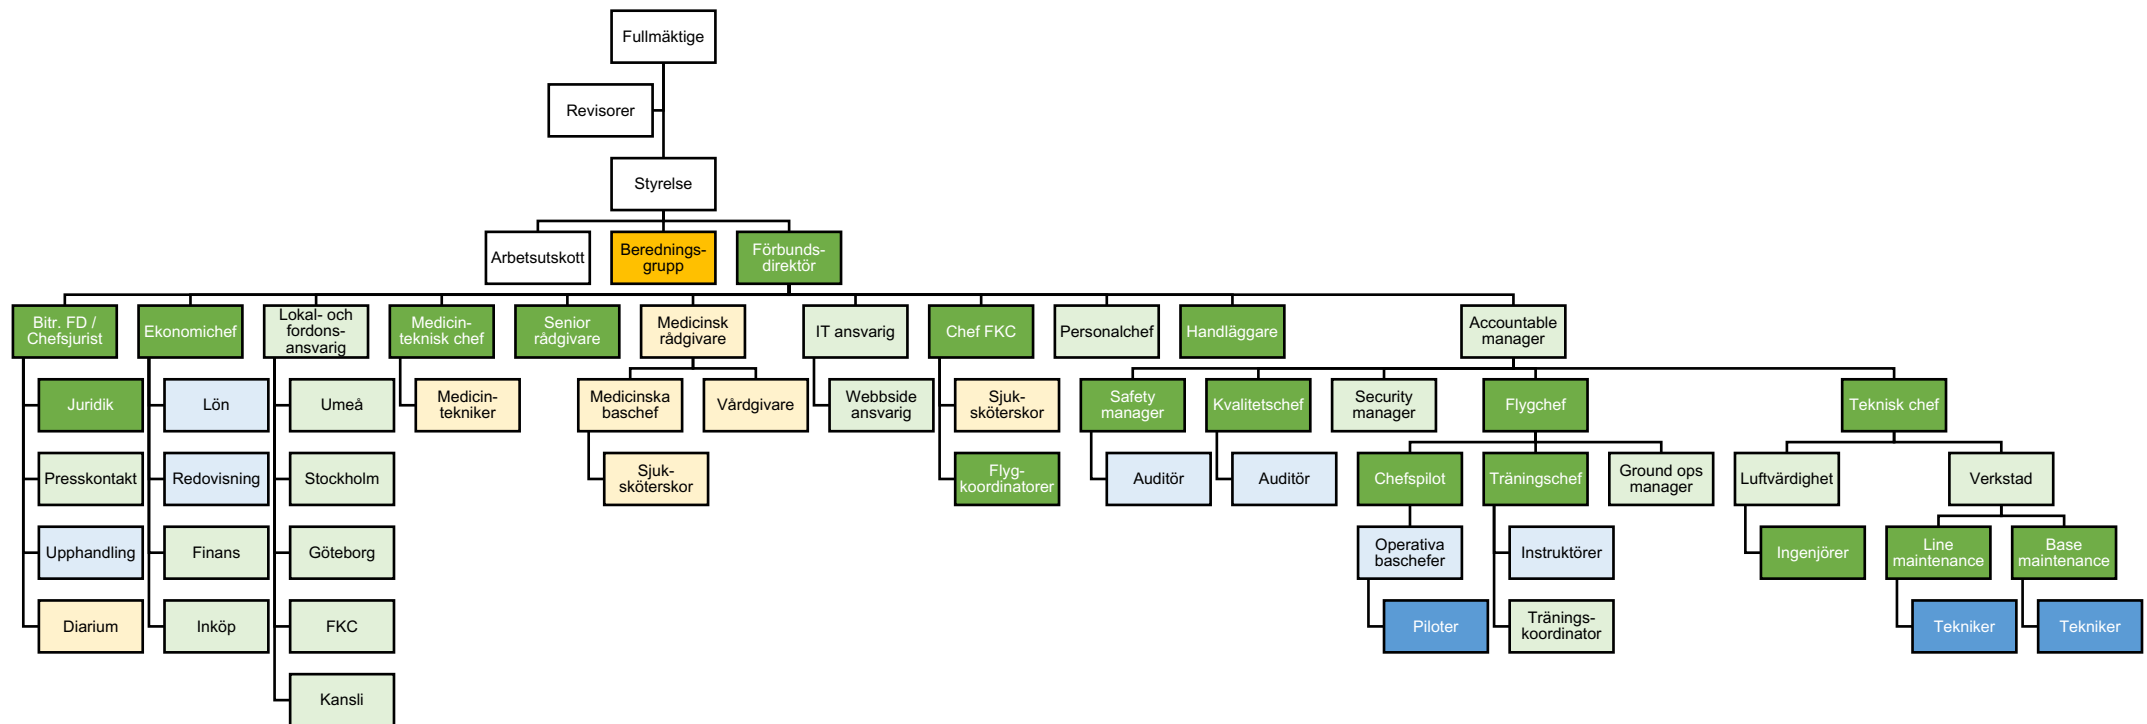 Fullmäktige
Revisorer
Styrelse
Arbetsutskott
Berednings-
grupp
Förbunds-
direktör
Bitr. FD /
Chefsjurist
Ekonomichef
Lokal- och
fordons-
ansvarig
Medicin-
teknisk chef
Senior
rådgivare
Medicinsk
rådgivare
IT ansvarig
Chef FKC
Personalchef
Handläggare
Accountable
manager
Juridik
Lön
Umeå
Medicin-
tekniker
Medicinska
baschef
Vårdgivare
Webbside
ansvarig
Sjuk-
sköterskor
Safety
manager
Kvalitetschef
Security
manager
Flygchef
Teknisk chef
Presskontakt
Redovisning
Stockholm
Sjuk-
sköterskor
Flyg-
koordinatorer
Auditör
Auditör
Chefspilot
Träningschef
Ground ops
manager
Luftvärdighet
Verkstad
Upphandling
Finans
Göteborg
Operativa
baschefer
Instruktörer
Ingenjörer
Line
maintenance
Base
maintenance
Diarium
Inköp
FKC
Piloter
Tränings-
koordinator
Tekniker
Tekniker
Kansli